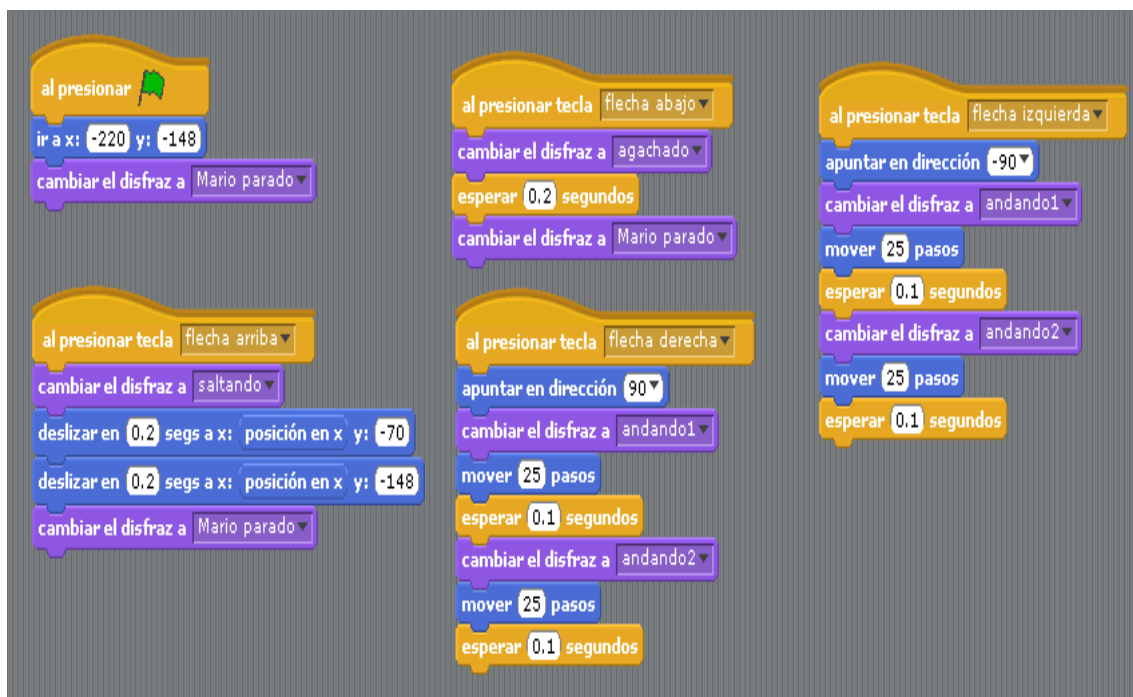 al presionar
ir a x: -220 y: -148
cambiar el disfraz a Mario parado
al presionar tecla flecha arriba
cambiar el disfraz a saltando
deslizar en 0.2 segs a x: posición en x y: -70
deslizar en 0.2 segs a x: posición en x y: -148
cambiar el disfraz a Mario parado
al presionar tecla flecha abajo
cambiar el disfraz a agachado
esperar 0.2 segundos
cambiar el disfraz a Mario parado
al presionar tecla flecha derecha
apuntar en dirección 90
cambiar el disfraz a andando1
mover 25 pasos
esperar 0.1 segundos
cambiar el disfraz a andando2
mover 25 pasos
esperar 0.1 segundos
al presionar tecla flecha izquierda
apuntar en dirección -90
cambiar el disfraz a andando1
mover 25 pasos
esperar 0.1 segundos
cambiar el disfraz a andando2
mover 25 pasos
esperar 0.1 segundos